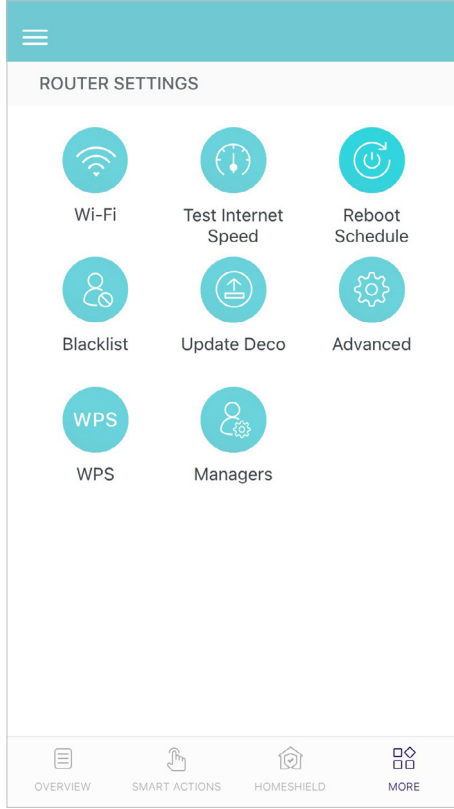 ROUTER SETTINGS
Wi-Fi
Test Internet
Speed
Reboot
Schedule
Blacklist
Update Deco
Advanced
WPS
WPS
Managers
OVERVIEW
SMART ACTIONS
HOMESHIELD
MORE